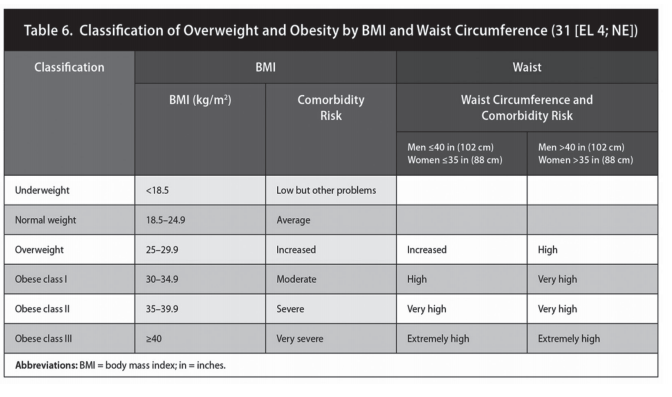 Table 6. Classification of Overweight and Obesity by BMI and Waist Circumference (31 [EL 4; NE])
Classification BMI Waist
BMI (kg/m²) Comorbidity Risk Waist Circumference and Comorbidity Risk
Men ≤40 in (102 cm) Women ≤35 in (88 cm) Men >40 in (102 cm) Women >35 in (88 cm)
Underweight <18.5 Low but other problems
Normal weight 18.5–24.9 Average
Overweight 25–29.9 Increased Increased High
Obese class I 30–34.9 Moderate High Very high
Obese class II 35–39.9 Severe Very high Very high
Obese class III ≥40 Very severe Extremely high Extremely high
Abbreviations: BMI = body mass index; in = inches.